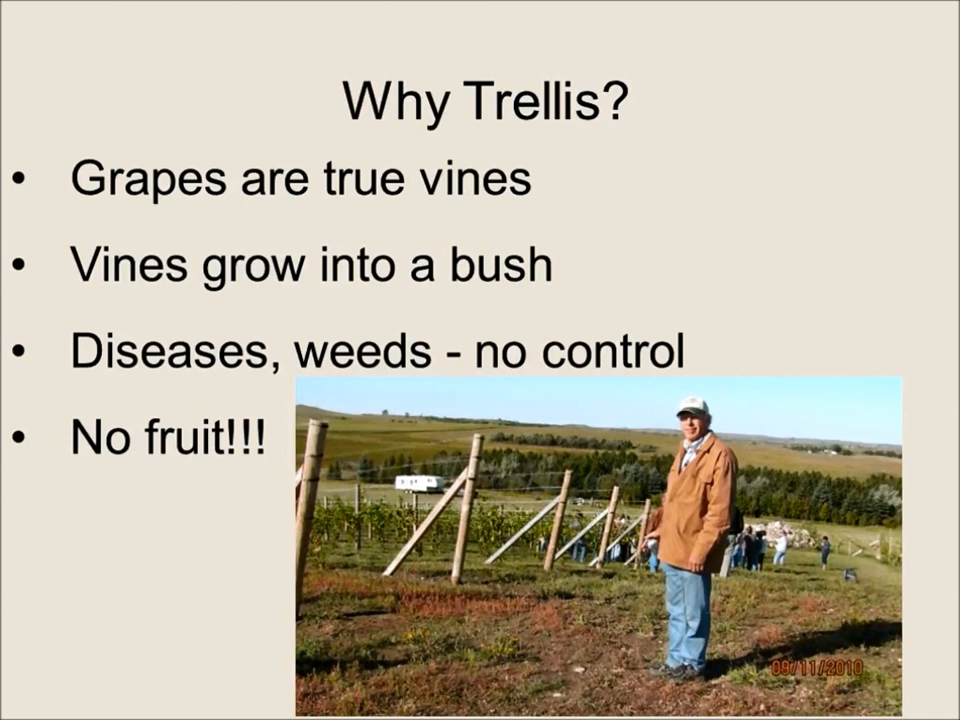 Why Trellis?
• Grapes are true vines
• Vines grow into a bush
• Diseases, weeds - no control
• No fruit!!!
09/11/2010